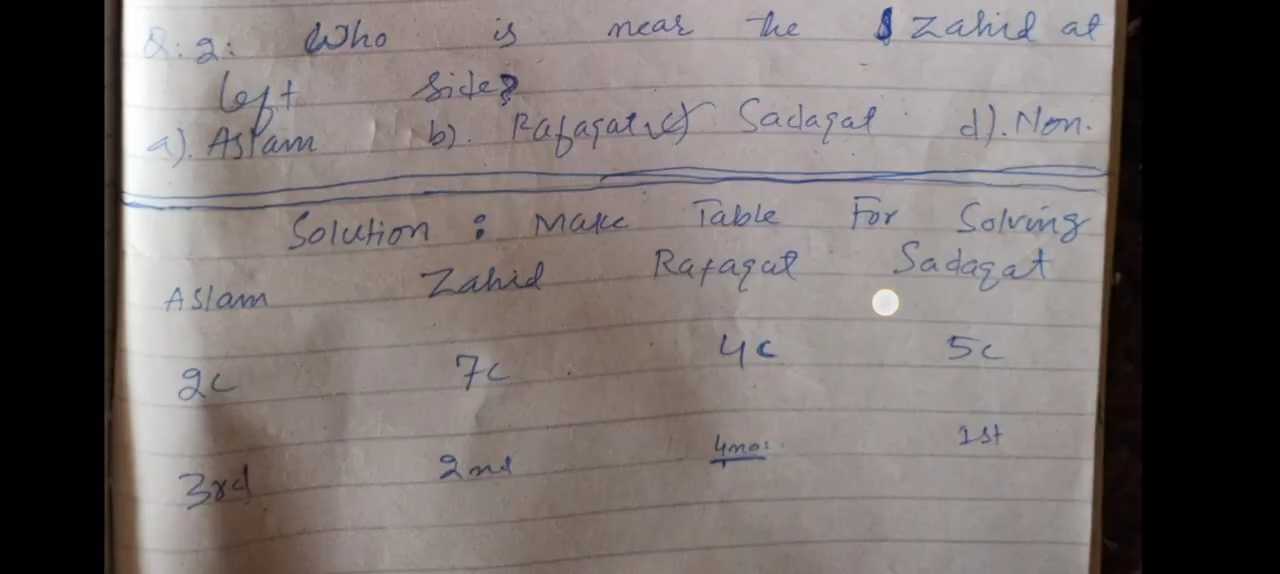 Q:2: Who is near the Zahid at
left side?
a). Aslam b). Rafaqat c) Sadaqat d). Non.
Solution : Make Table For Solving
Aslam Zahid Rafaqat Sadaqat
2c 7c 4c 5c
3rd 2nd 4no: 1st